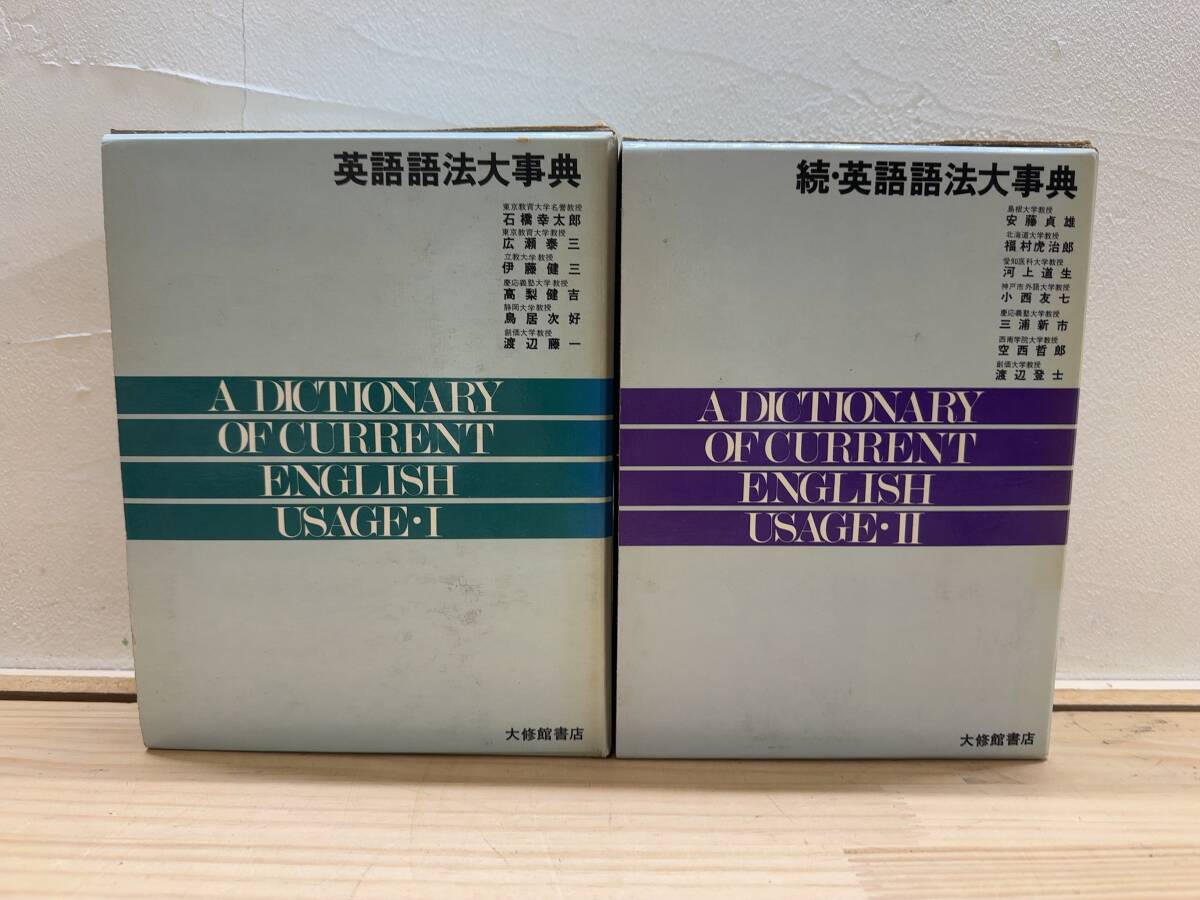 英語語法大事典
東京教育大学名誉教授
石橋幸太郎
東京教育大学教授
広瀬泰三
立教大学教授
伊藤健三
慶応義塾大学教授
高梨健吉
静岡大学教授
鳥居次好
創価大学教授
渡辺藤一
A DICTIONARY
OF CURRENT
ENGLISH
USAGE・I
大修館書店
続・英語語法大事典
島根大学教授
安藤貞雄
北海道大学教授
福村虎治郎
愛知医科大学教授
河上道生
神戸市外語大学教授
小西友七
慶応義塾大学教授
三浦新市
西南学院大学教授
空西哲郎
創価大学教授
渡辺登士
A DICTIONARY
OF CURRENT
ENGLISH
USAGE・II
大修館書店